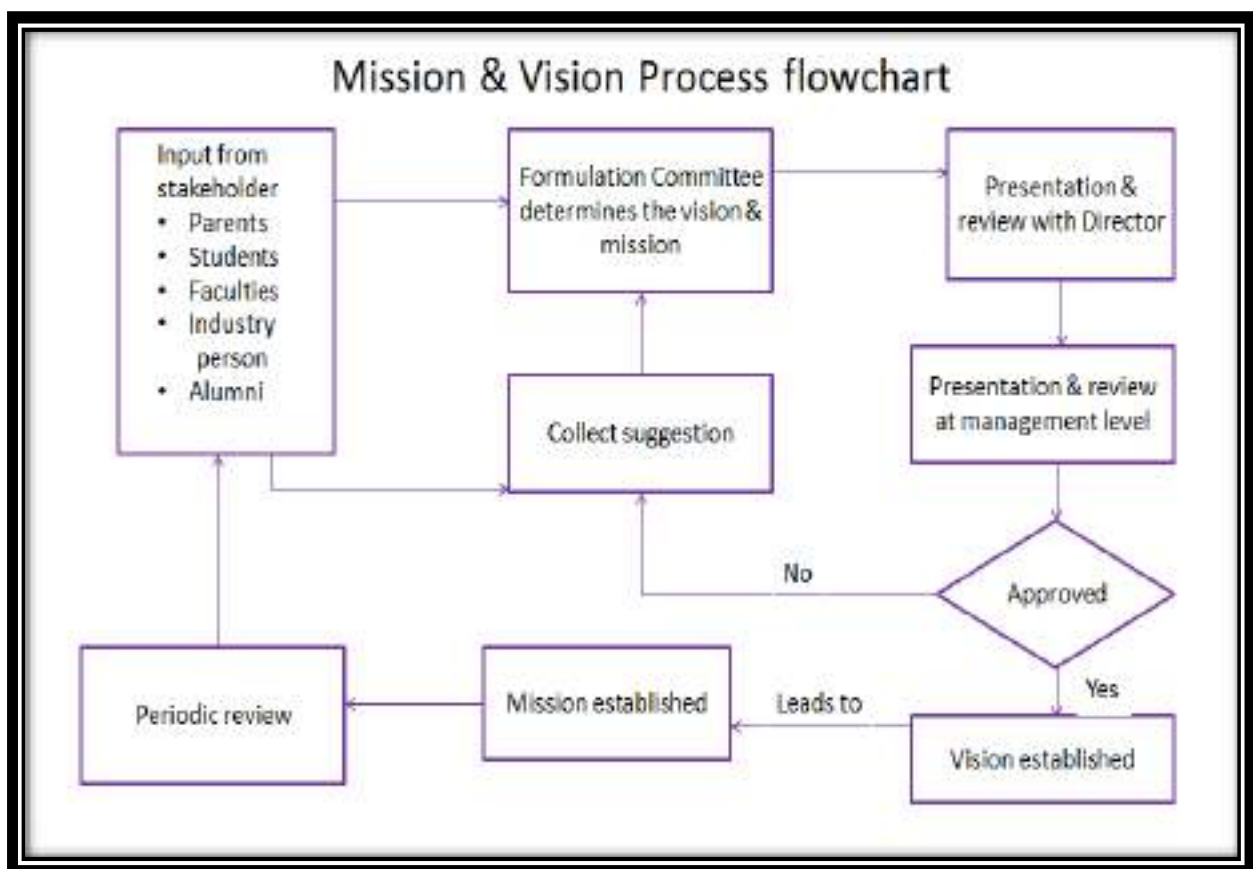 Mission & Vision Process flowchart
Input from
stakeholder
• Parents
• Students
• Faculties
• Industry
person
• Alumni
Formulation Committee
determines the vision &
mission
Presentation &
review with Director
Presentation & review
at management level
Collect suggestion
Approved
No
Yes
Vision established
Leads to
Mission established
Periodic review